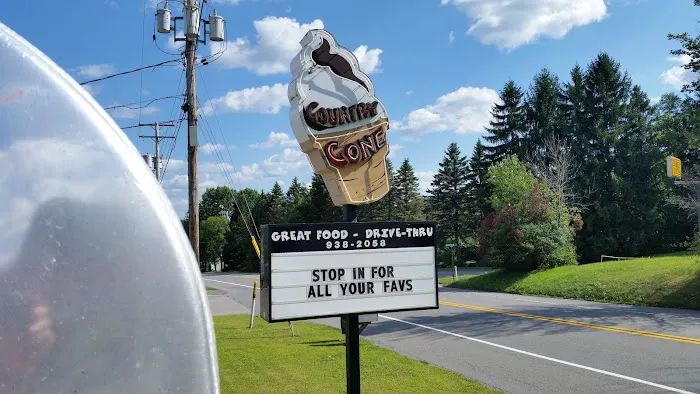 COUNTRY
CONE
GREAT FOOD - DRIVE-THRU
938-2058
STOP IN FOR
ALL YOUR FAVS